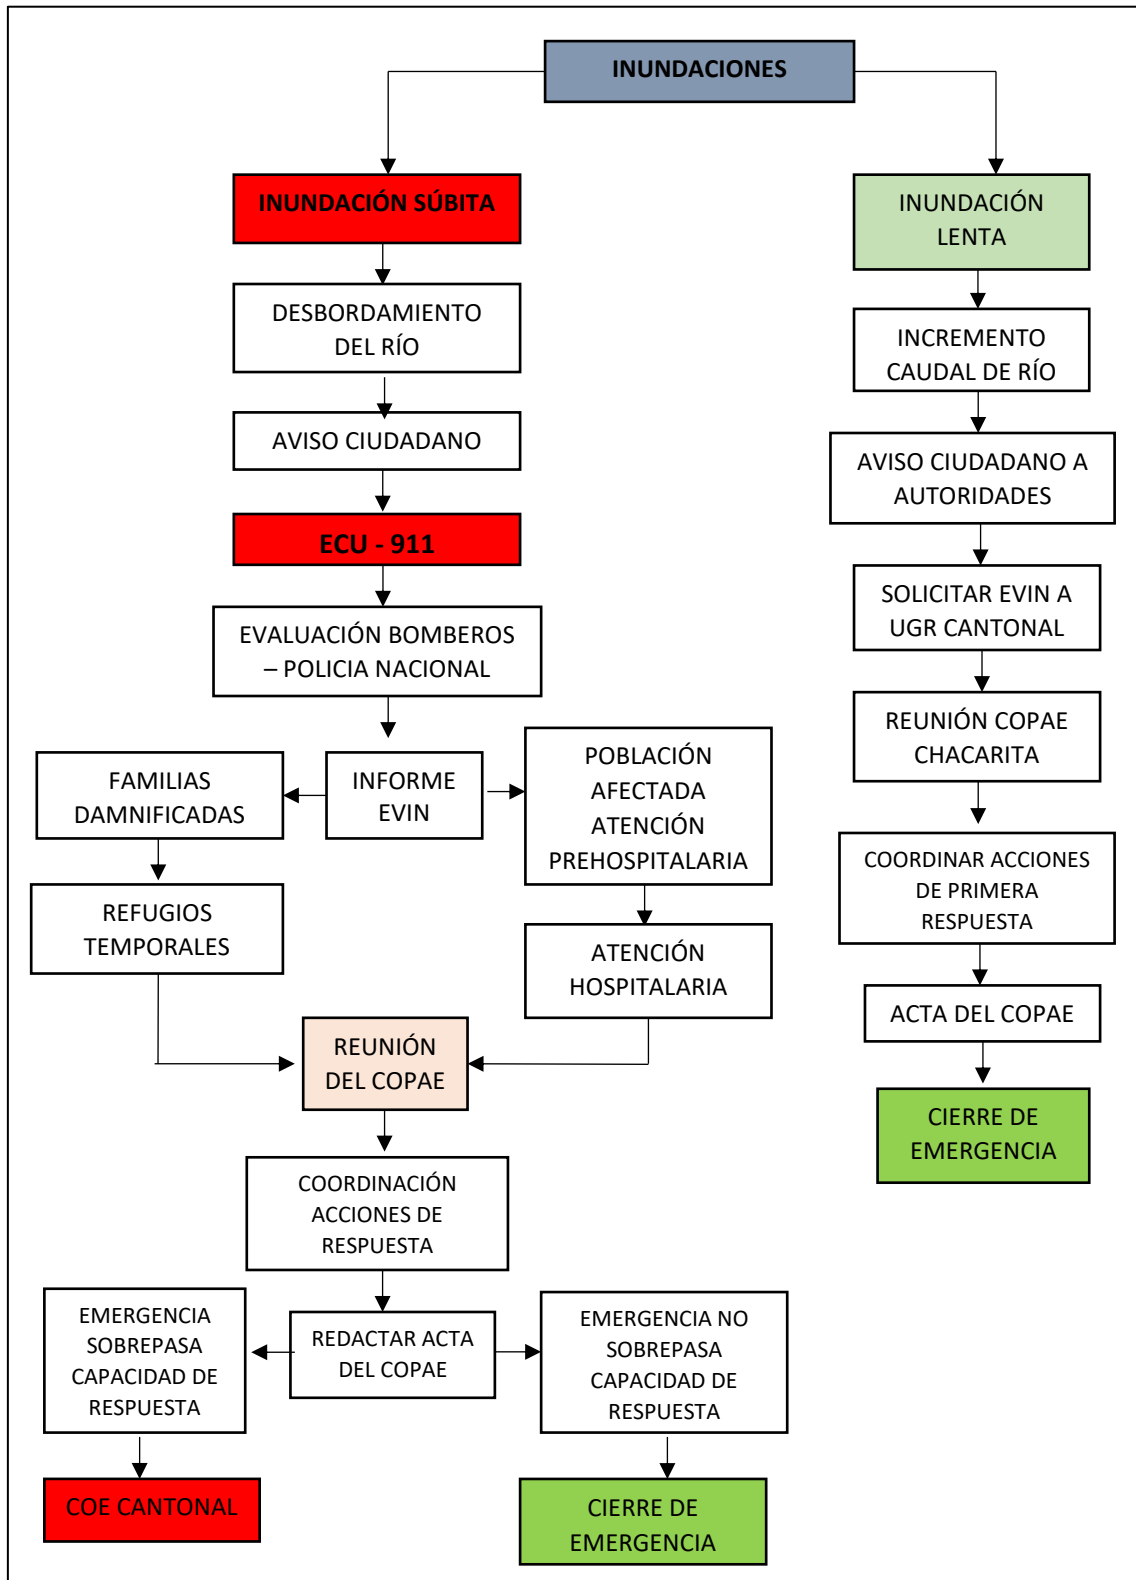 INUNDACIONES
INUNDACIÓN SÚBITA
DESBORDAMIENTO
DEL RÍO
AVISO CIUDADANO
ECU - 911
EVALUACIÓN BOMBEROS
– POLICIA NACIONAL
INFORME
EVIN
FAMILIAS
DAMNIFICADAS
REFUGIOS
TEMPORALES
POBLACIÓN
AFECTADA
ATENCIÓN
PREHOSPITALARIA
ATENCIÓN
HOSPITALARIA
REUNIÓN
DEL COPAE
COORDINACIÓN
ACCIONES DE
RESPUESTA
REDACTAR ACTA
DEL COPAE
EMERGENCIA
SOBREPASA
CAPACIDAD DE
RESPUESTA
COE CANTONAL
EMERGENCIA NO
SOBREPASA
CAPACIDAD DE
RESPUESTA
CIERRE DE
EMERGENCIA
INUNDACIÓN
LENTA
INCREMENTO
CAUDAL DE RÍO
AVISO CIUDADANO A
AUTORIDADES
SOLICITAR EVIN A
UGR CANTONAL
REUNIÓN COPAE
CHACARITA
COORDINAR ACCIONES
DE PRIMERA
RESPUESTA
ACTA DEL COPAE
CIERRE DE
EMERGENCIA